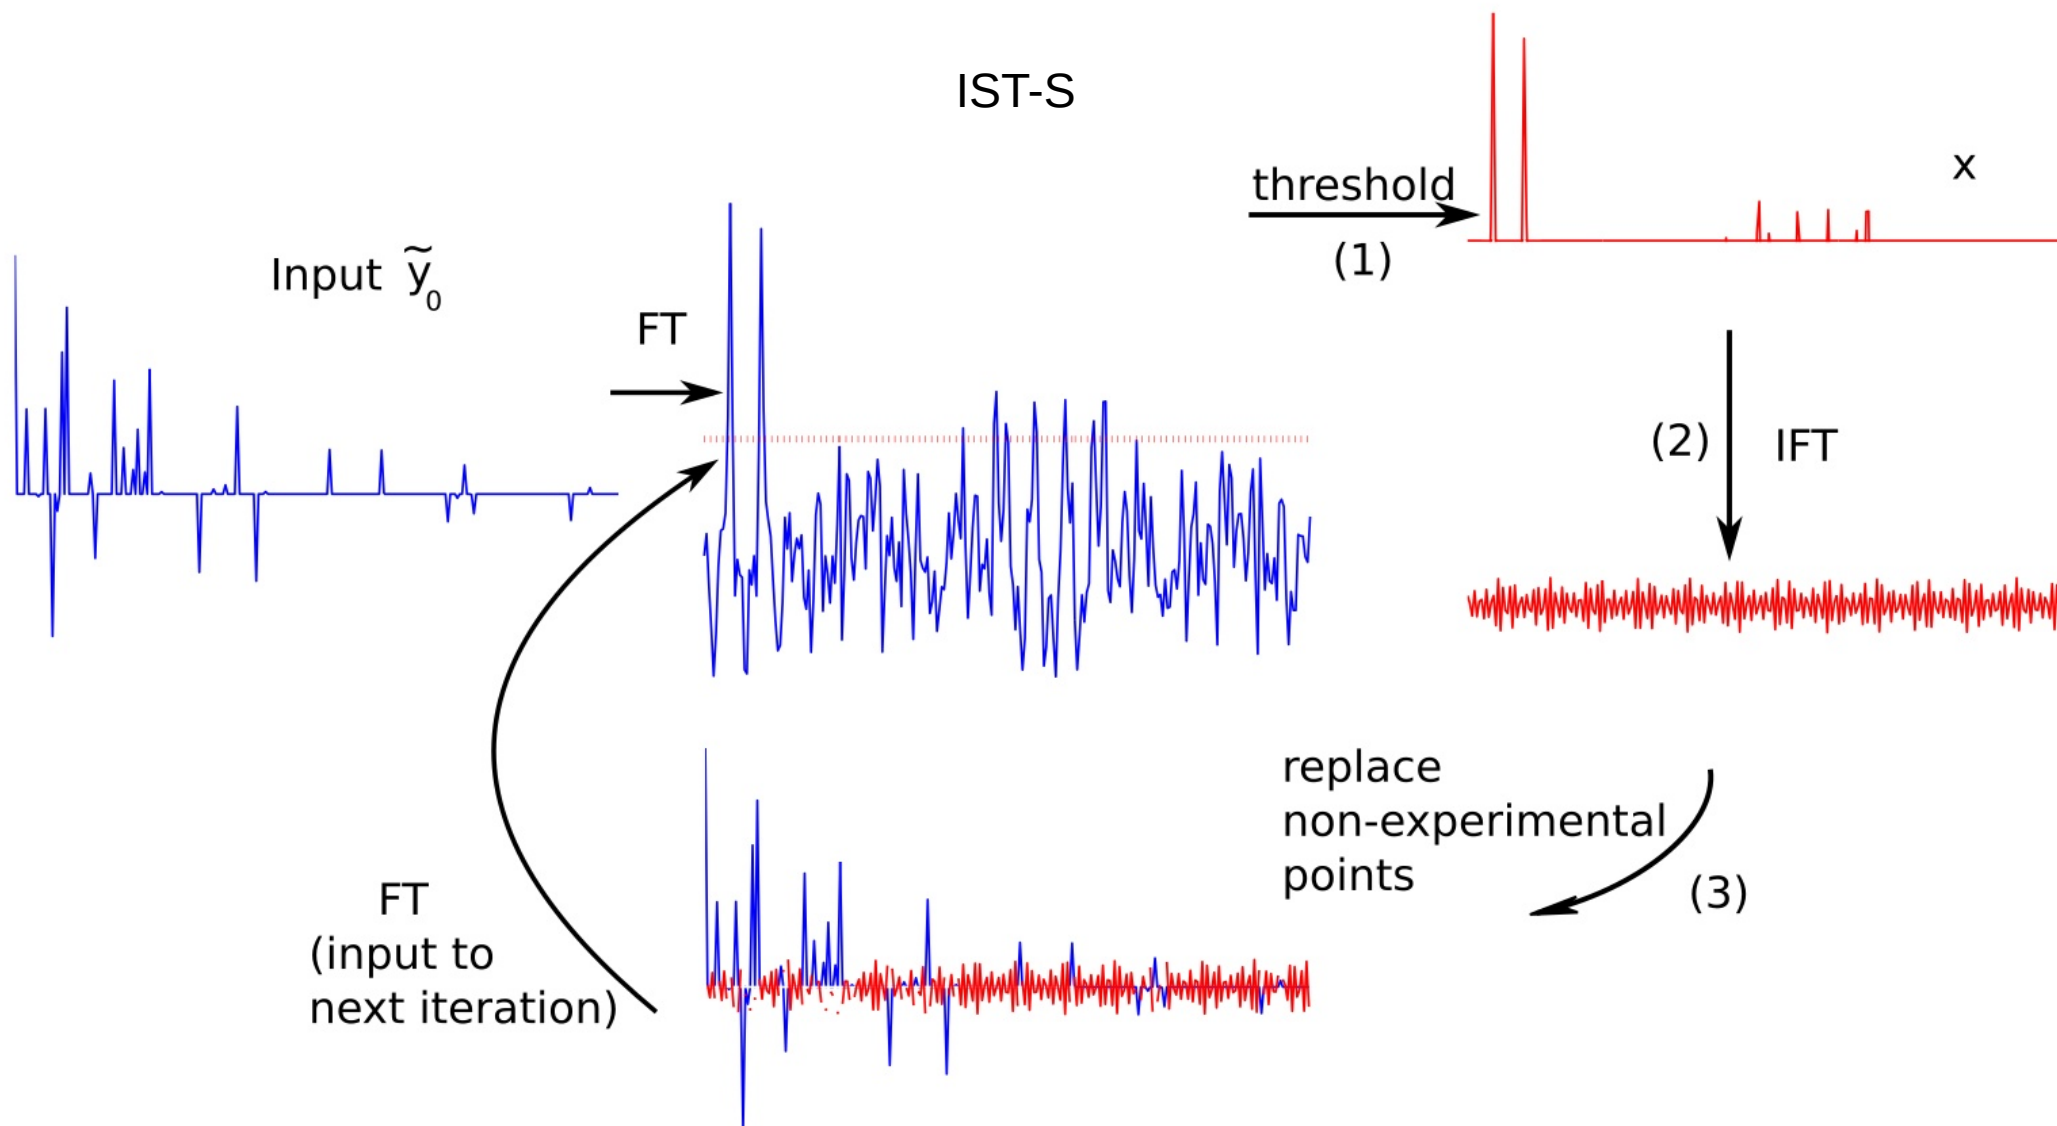 IST-S
threshold
x
(1)
Input ỹ0
FT
(2)
IFT
replace
non-experimental
points
(3)
FT
(input to
next iteration)